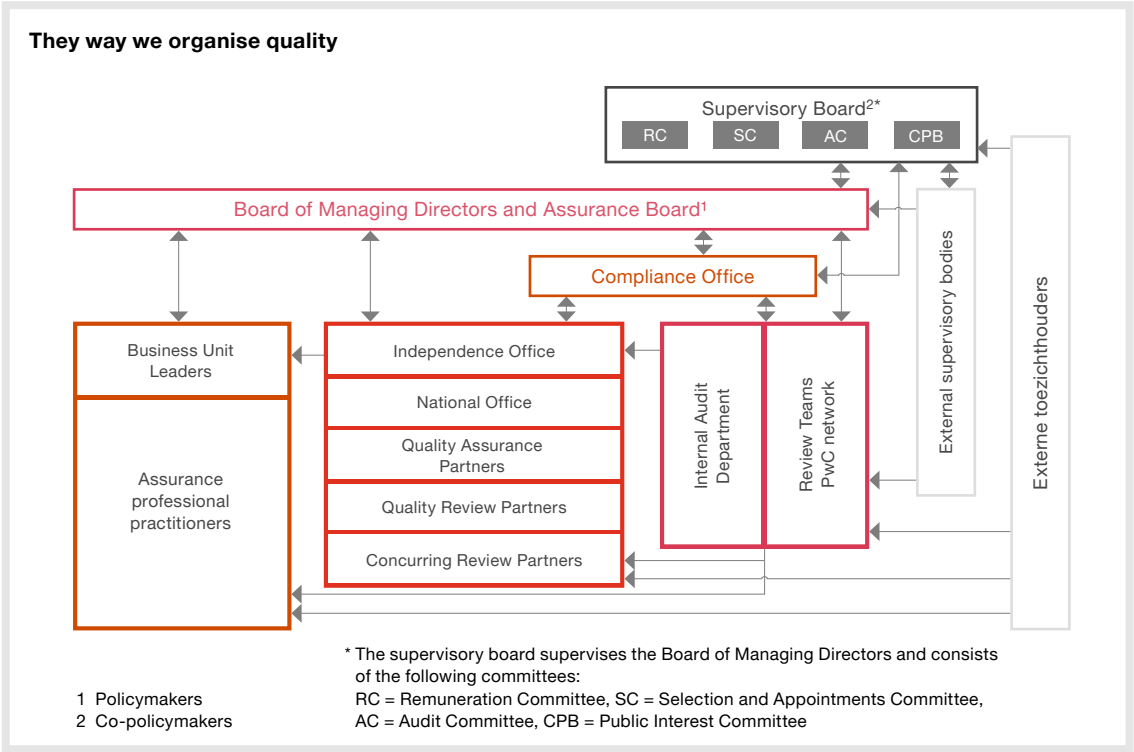 They way we organise quality
Supervisory Board2*
RC
SC
AC
CPB
Board of Managing Directors and Assurance Board1
Compliance Office
Business Unit
Leaders
Assurance
professional
practitioners
Independence Office
National Office
Quality Assurance
Partners
Quality Review Partners
Concurring Review Partners
Internal Audit
Department
Review Teams
PwC network
External supervisory bodies
Externe toezichthouders
1 Policymakers
2 Co-policymakers
* The supervisory board supervises the Board of Managing Directors and consists
of the following committees:
RC = Remuneration Committee, SC = Selection and Appointments Committee,
AC = Audit Committee, CPB = Public Interest Committee